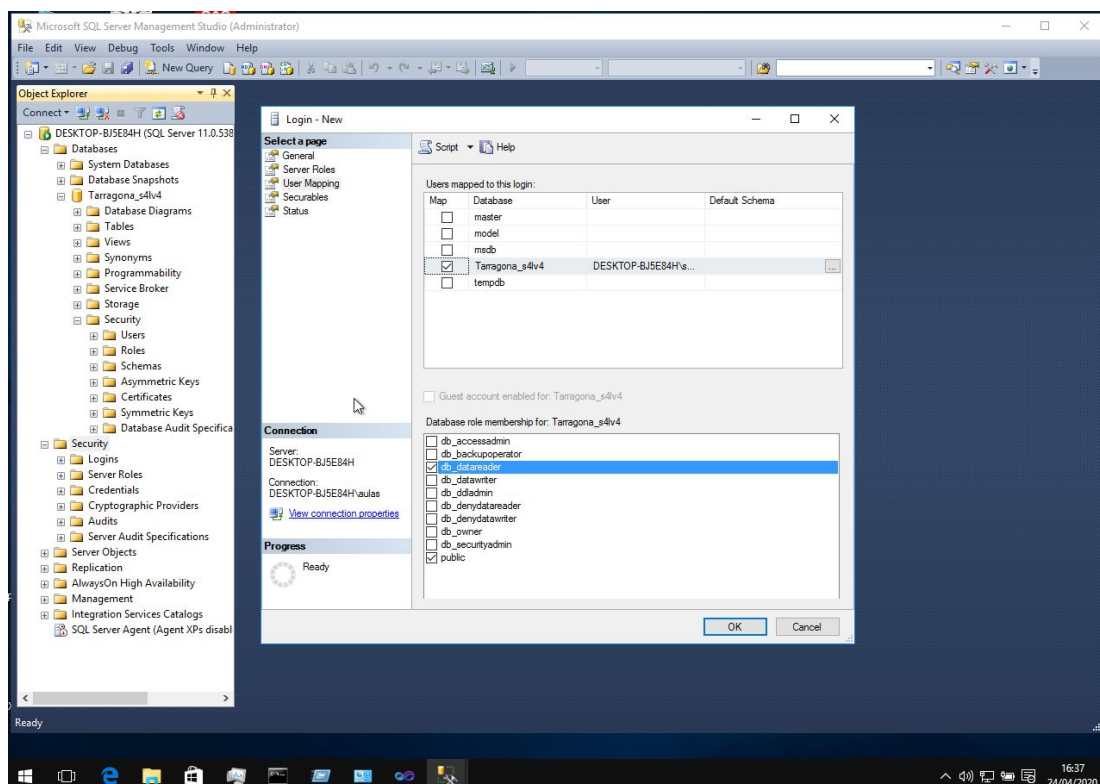 Microsoft SQL Server Management Studio (Administrator)
File Edit View Debug Tools Window Help
New Query
Object Explorer
Connect
DESKTOP-BJ5E84H (SQL Server 11.0.538
Databases
System Databases
Database Snapshots
Tarragona_s4lv4
Database Diagrams
Tables
Views
Synonyms
Programmability
Service Broker
Storage
Security
Users
Roles
Schemas
Asymmetric Keys
Certificates
Symmetric Keys
Database Audit Specifica
Security
Logins
Server Roles
Credentials
Cryptographic Providers
Audits
Server Audit Specifications
Server Objects
Replication
AlwaysOn High Availability
Management
Integration Services Catalogs
SQL Server Agent (Agent XPs disabl
Login - New
Select a page
General
Server Roles
User Mapping
Securables
Status
Script Help
Users mapped to this login:
Map Database User Default Schema
master
model
msdb
Tarragona_s4lv4 DESKTOP-BJ5E84H\s... ...
tempdb
Guest account enabled for: Tarragona_s4lv4
Database role membership for: Tarragona_s4lv4
db_accessadmin
db_backupoperator
db_datareader
db_datawriter
db_ddladmin
db_denydatareader
db_denydatawriter
db_owner
db_securityadmin
public
Connection
Server:
DESKTOP-BJ5E84H
Connection:
DESKTOP-BJ5E84H\aulas
View connection properties
Progress
Ready
OK Cancel
Ready
16:37
24/04/2020